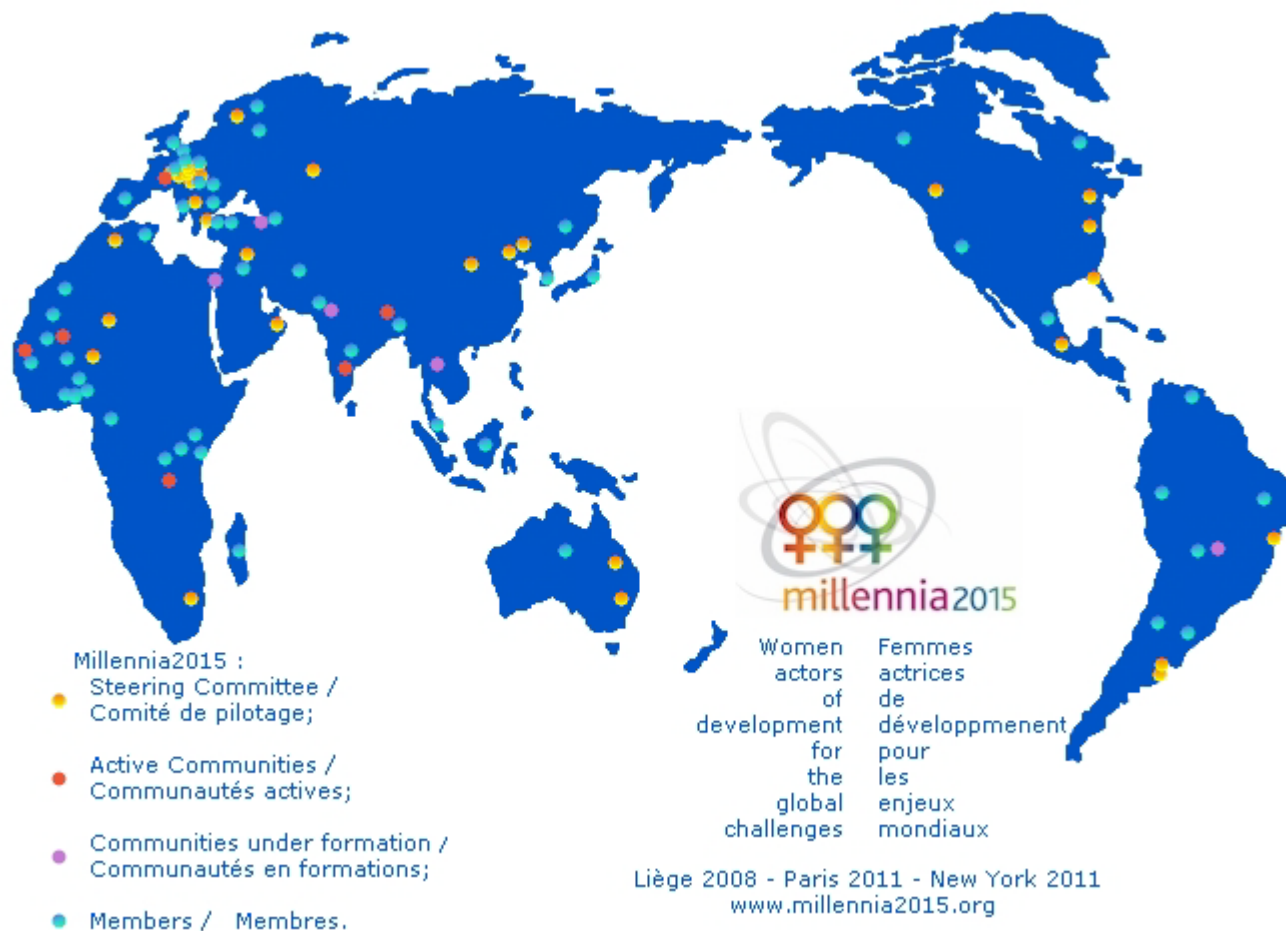 millennia2015
Women Femmes
actors actrices
of de
development développmenent
for pour
the les
global enjeux
challenges mondiaux
Liège 2008 - Paris 2011 - New York 2011
www.millennia2015.org
Millennia2015 :
Steering Committee /
Comité de pilotage;
Active Communities /
Communautés actives;
Communities under formation /
Communautés en formations;
Members / Membres.